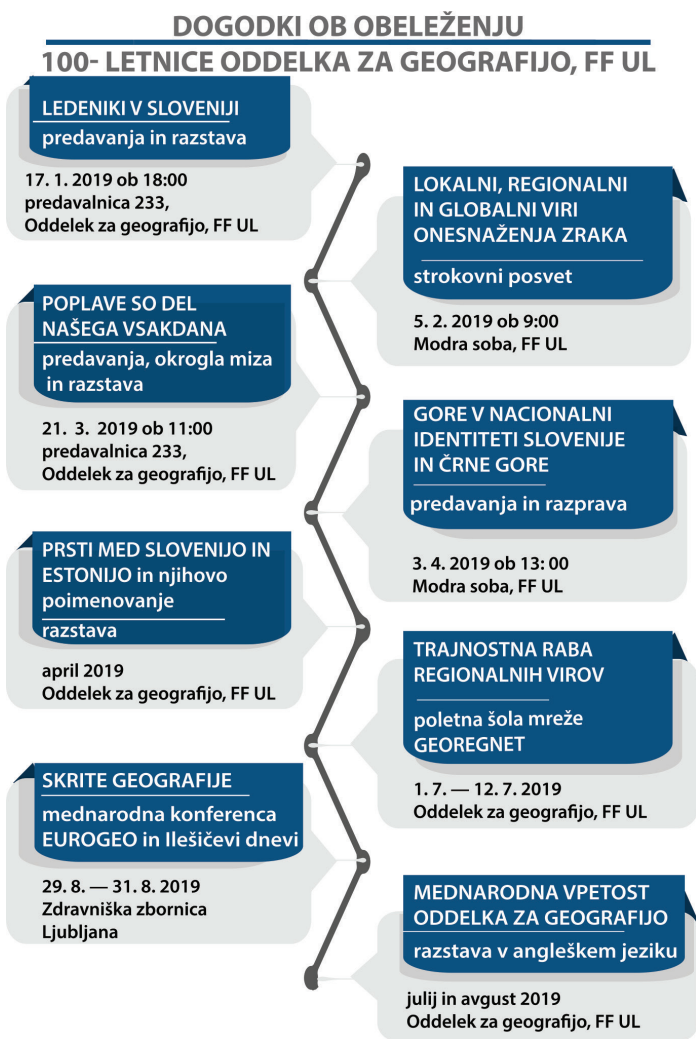 DOGODKI OB OBELEŽENJU
100- LETNICE ODDELKA ZA GEOGRAFIJO, FF UL
LEDENIKI V SLOVENIJI
predavanja in razstava
17. 1. 2019 ob 18:00
predavalnica 233,
Oddelek za geografijo, FF UL
LOKALNI, REGIONALNI
IN GLOBALNI VIRI
ONESNAŽENJA ZRAKA
strokovni posvet
5. 2. 2019 ob 9:00
Modra soba, FF UL
POPLAVE SO DEL
NAŠEGA VSAKDANA
predavanja, okrogla miza
in razstava
21. 3. 2019 ob 11:00
predavalnica 233,
Oddelek za geografijo, FF UL
GORE V NACIONALNI
IDENTITETI SLOVENIJE
IN ČRNE GORE
predavanja in razprava
3. 4. 2019 ob 13: 00
Modra soba, FF UL
PRSTI MED SLOVENIJO IN
ESTONIJO in njihovo
poimenovanje
razstava
april 2019
Oddelek za geografijo, FF UL
TRAJNOSTNA RABA
REGIONALNIH VIROV
poletna šola mreže
GEOREGNET
1. 7. — 12. 7. 2019
Oddelek za geografijo, FF UL
SKRITE GEOGRAFIJE
mednarodna konferenca
EUROGEO in Ilešičevi dnevi
29. 8. — 31. 8. 2019
Zdravniška zbornica
Ljubljana
MEDNARODNA VPETOST
ODDELKA ZA GEOGRAFIJO
razstava v angleškem jeziku
julij in avgust 2019
Oddelek za geografijo, FF UL